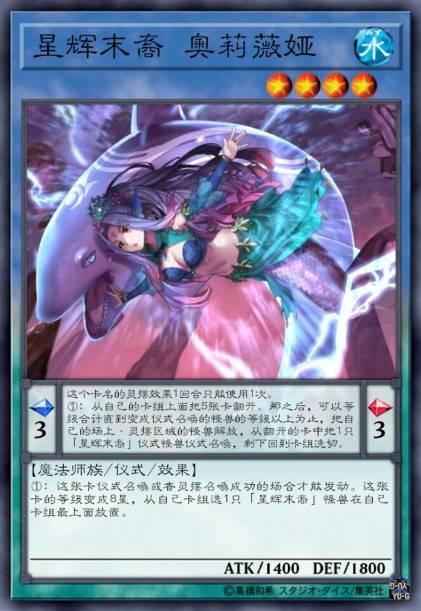 星辉末裔 奥莉薇娅
水
这个卡名的灵摆效果1回合只能使用1次。
①：从自己的卡组上面把5张卡翻开。那之后，可以等
级合计直到变成仪式召唤的怪兽的等级以上为止，把自
己的场上·灵摆区域的怪兽解放，从翻开的卡中把1只
「星辉末裔」仪式怪兽仪式召唤，剩下回到卡组洗切。
3
3
【魔法师族/仪式/效果】
①：这张卡仪式召唤或者灵摆召唤成功的场合才能发动。这张
卡的等级变成8星，从自己卡组选1只「星辉末裔」怪兽在自己
卡组最上面放置。
ATK/1400 DEF/1800
©高橋和希 スタジオ·ダイス/集英社